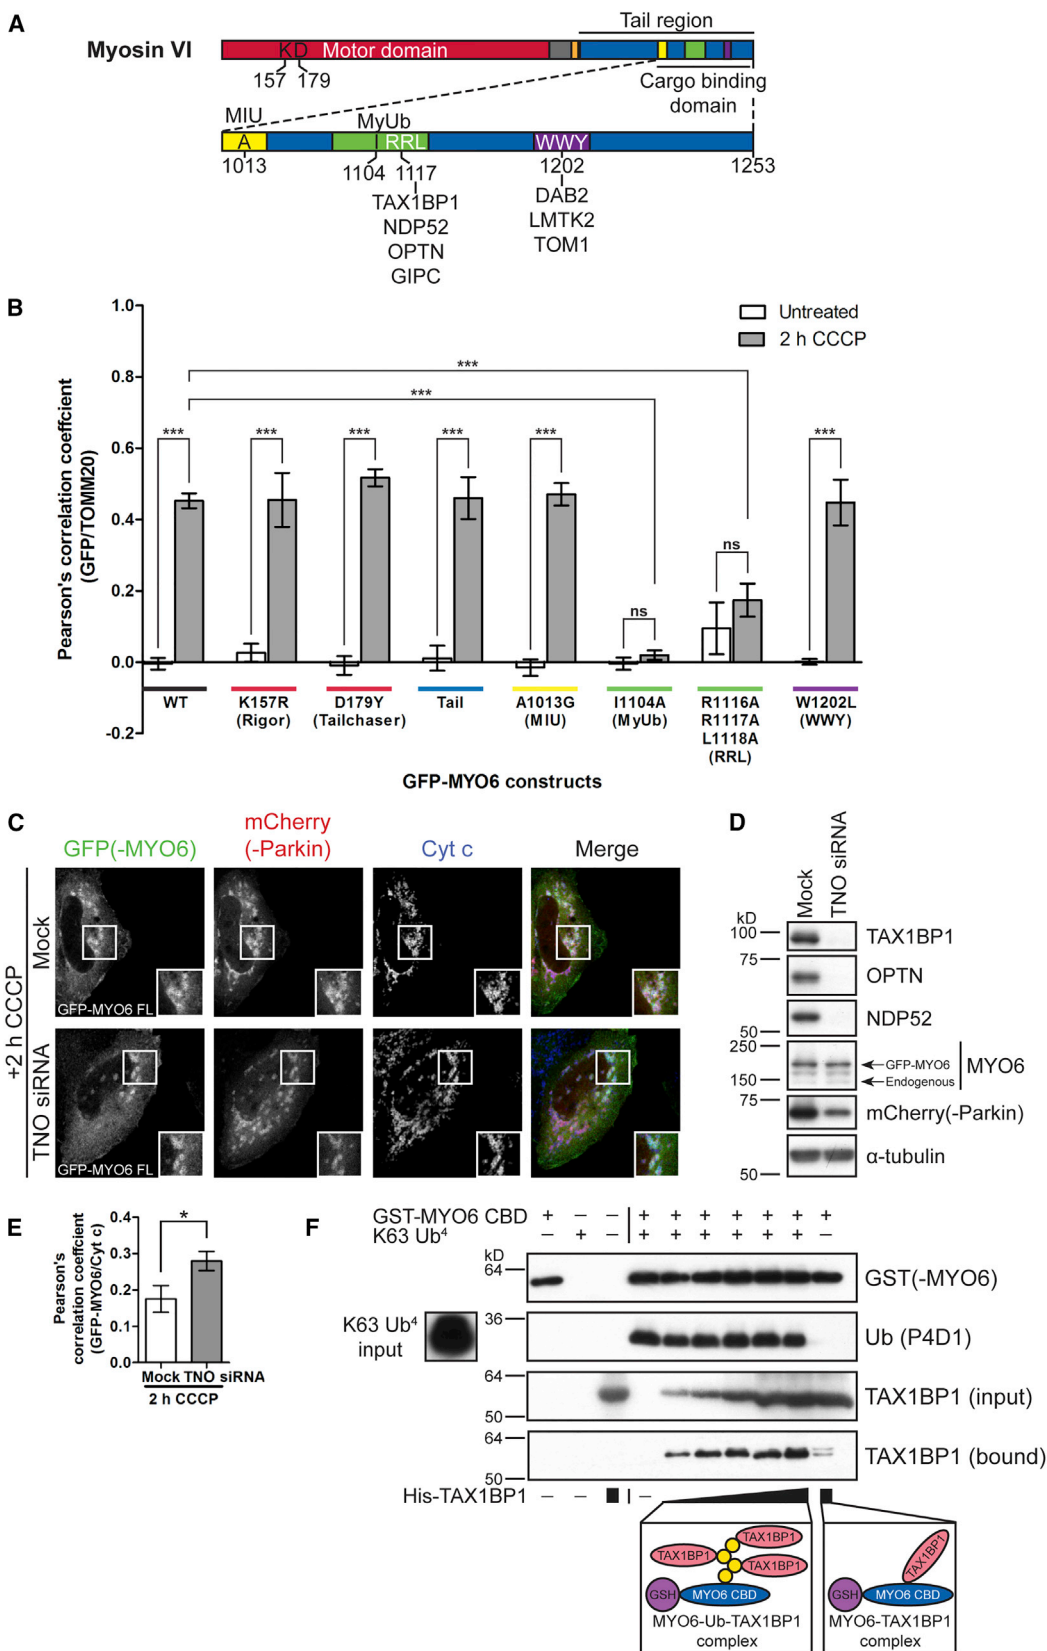 A
Tail region
Myosin VI
KD Motor domain
157 179
Cargo binding
domain
MIU
MyUb
A
RRL
WWY
1013
1104 1117
1202
1253
TAX1BP1
NDP52
OPTN
GIPC
DAB2
LMTK2
TOM1
B
Pearson's correlation coeffcient
(GFP/TOMM20)
1.0
0.8
0.6
0.4
0.2
0.0
-0.2
Untreated
2 h CCCP
***
***
*** *** *** *** *** ***
ns
ns
WT
K157R
(Rigor)
D179Y
(Tailchaser)
Tail
A1013G
(MIU)
I1104A
(MyUb)
R1116A
R1117A
L1118A
(RRL)
W1202L
(WWY)
GFP-MYO6 constructs
C
GFP(-MYO6)
mCherry
(-Parkin)
Cyt c
Merge
+2 h CCCP
Mock
TNO siRNA
GFP-MYO6 FL
GFP-MYO6 FL
D
Mock
TNO siRNA
kD
100
75
50
250
150
75
50
TAX1BP1
OPTN
NDP52
GFP-MYO6
Endogenous
MYO6
mCherry(-Parkin)
α-tubulin
E
Pearson's
correlation coeffcient
(GFP-MYO6/Cyt c)
0.4
0.3
0.2
0.1
0.0
*
Mock TNO siRNA
2 h CCCP
F
GST-MYO6 CBD + – – + + + + + + +
K63 Ub⁴ – + – + + + + + + –
kD
64
GST(-MYO6)
K63 Ub⁴
input
36
Ub (P4D1)
64
50
TAX1BP1 (input)
64
50
TAX1BP1 (bound)
His-TAX1BP1 – – –
TAX1BP1
TAX1BP1
TAX1BP1
GSH
MYO6 CBD
MYO6-Ub-TAX1BP1
complex
TAX1BP1
GSH
MYO6 CBD
MYO6-TAX1BP1
complex